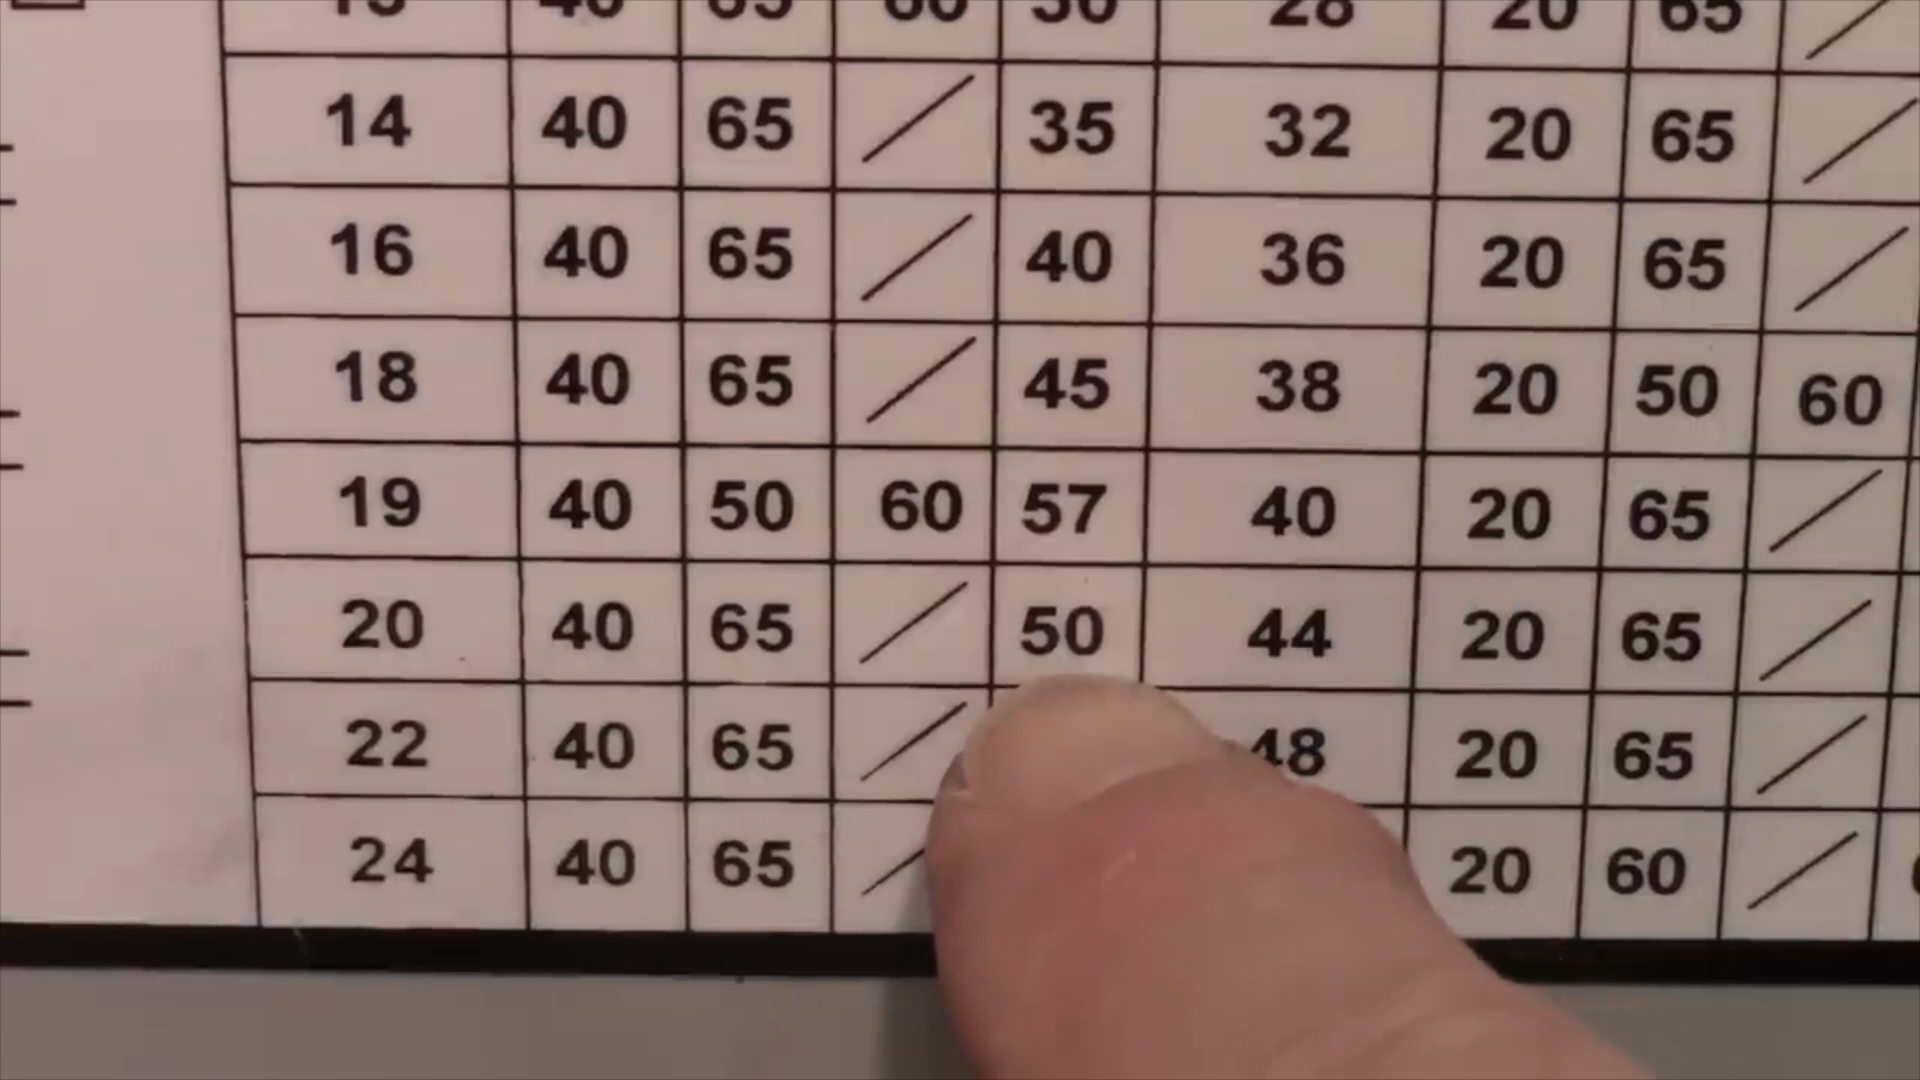 13 40 65 60 30 28 20 65 /
14 40 65 / 35 32 20 65 /
16 40 65 / 40 36 20 65 /
18 40 65 / 45 38 20 50 60
19 40 50 60 57 40 20 65 /
20 40 65 / 50 44 20 65 /
22 40 65 / 48 20 65 /
24 40 65 / 20 60 /